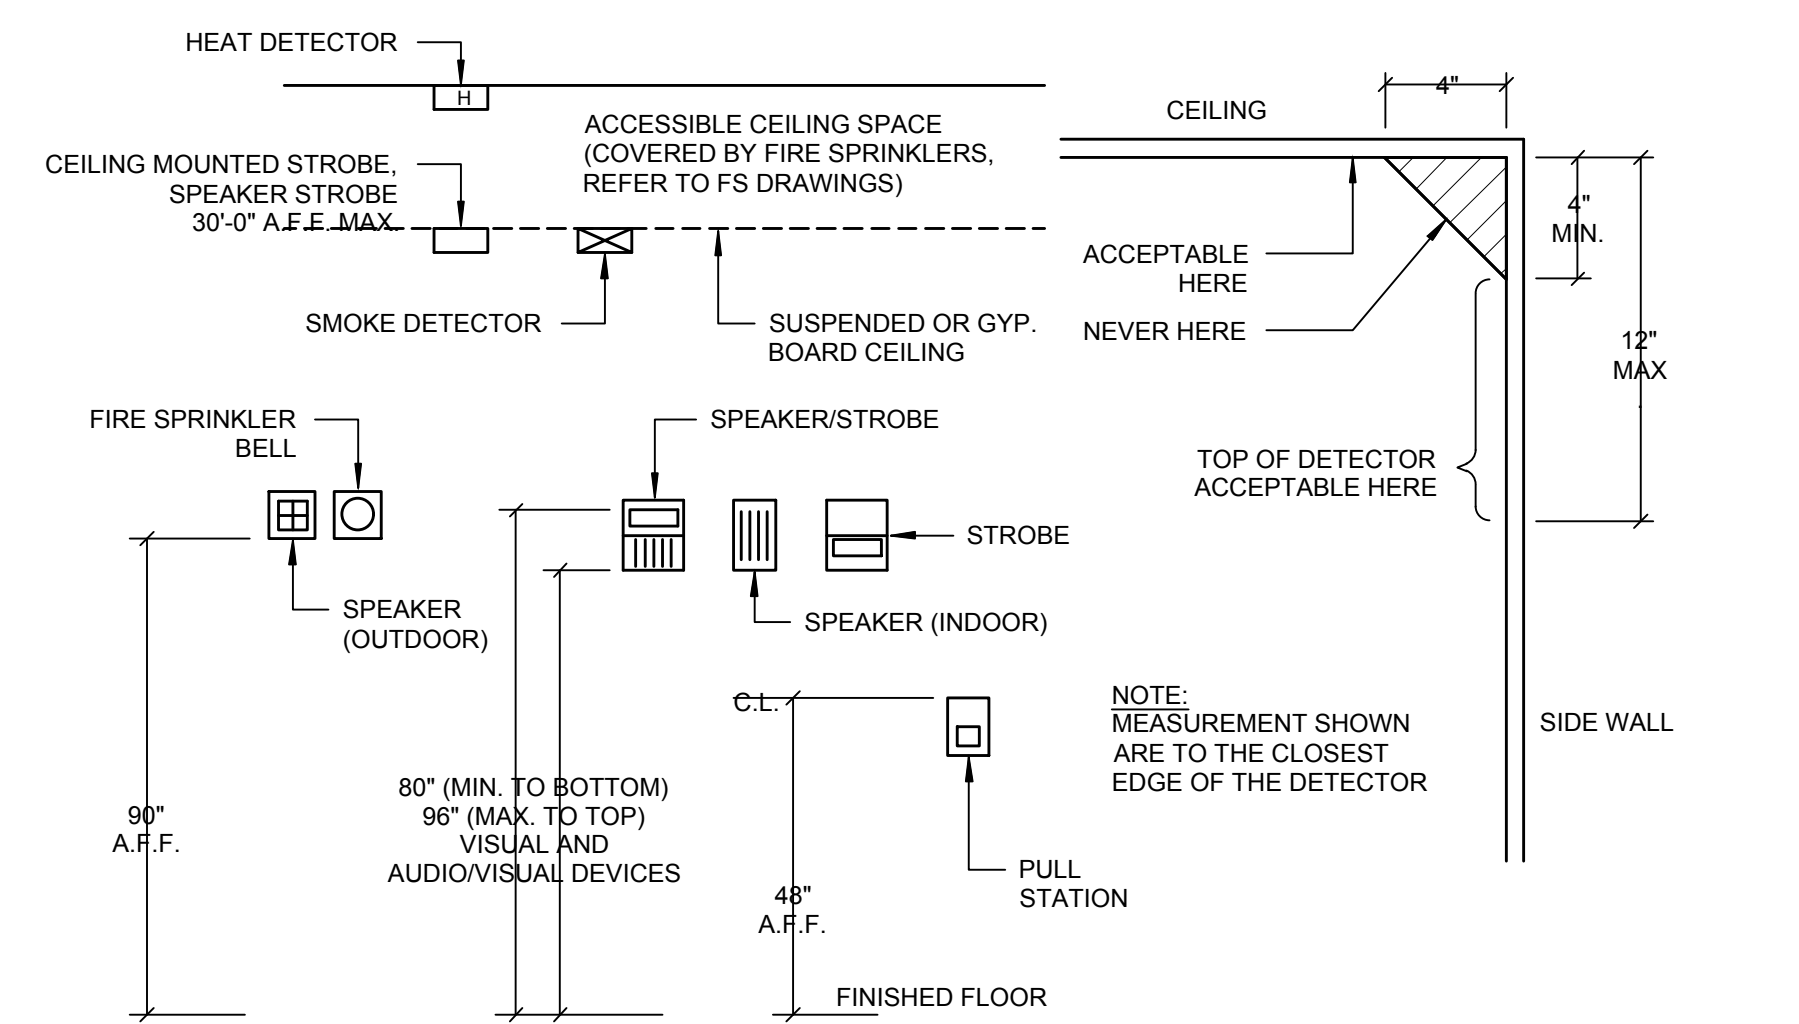 HEAT DETECTOR
H
CEILING MOUNTED STROBE,
SPEAKER STROBE
30'-0" A.F.F. MAX.
ACCESSIBLE CEILING SPACE
(COVERED BY FIRE SPRINKLERS,
REFER TO FS DRAWINGS)
SMOKE DETECTOR
SUSPENDED OR GYP.
BOARD CEILING
CEILING
4"
4"
MIN.
ACCEPTABLE
HERE
NEVER HERE
12"
MAX
.
TOP OF DETECTOR
ACCEPTABLE HERE
FIRE SPRINKLER
BELL
SPEAKER/STROBE
STROBE
SPEAKER
(OUTDOOR)
SPEAKER (INDOOR)
C.L.
NOTE:
MEASUREMENT SHOWN
ARE TO THE CLOSEST
EDGE OF THE DETECTOR
SIDE WALL
90"
A.F.F.
80" (MIN. TO BOTTOM)
96" (MAX. TO TOP)
VISUAL AND
AUDIO/VISUAL DEVICES
48"
A.F.F.
PULL
STATION
FINISHED FLOOR